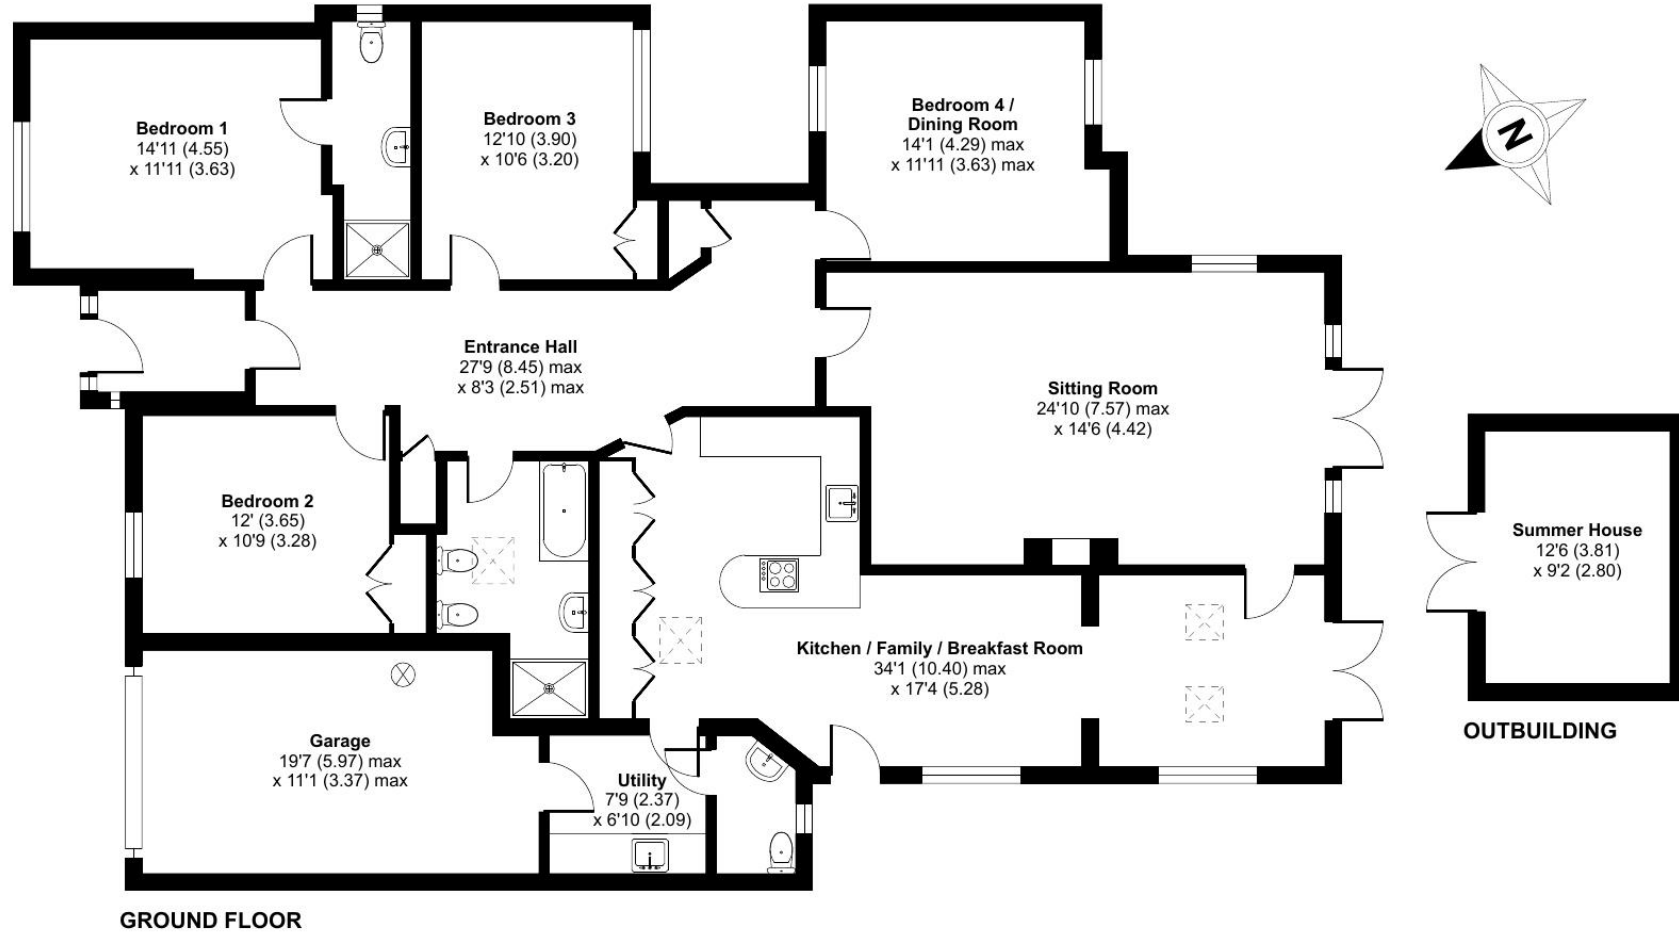 Bedroom 1
14'11 (4.55)
x 11'11 (3.63)
Bedroom 3
12'10 (3.90)
x 10'6 (3.20)
Bedroom 4 /
Dining Room
14'1 (4.29) max
x 11'11 (3.63) max
N
Entrance Hall
27'9 (8.45) max
x 8'3 (2.51) max
Sitting Room
24'10 (7.57) max
x 14'6 (4.42)
Bedroom 2
12' (3.65)
x 10'9 (3.28)
Summer House
12'6 (3.81)
x 9'2 (2.80)
Kitchen / Family / Breakfast Room
34'1 (10.40) max
x 17'4 (5.28)
OUTBUILDING
Garage
19'7 (5.97) max
x 11'1 (3.37) max
Utility
7'9 (2.37)
x 6'10 (2.09)
GROUND FLOOR